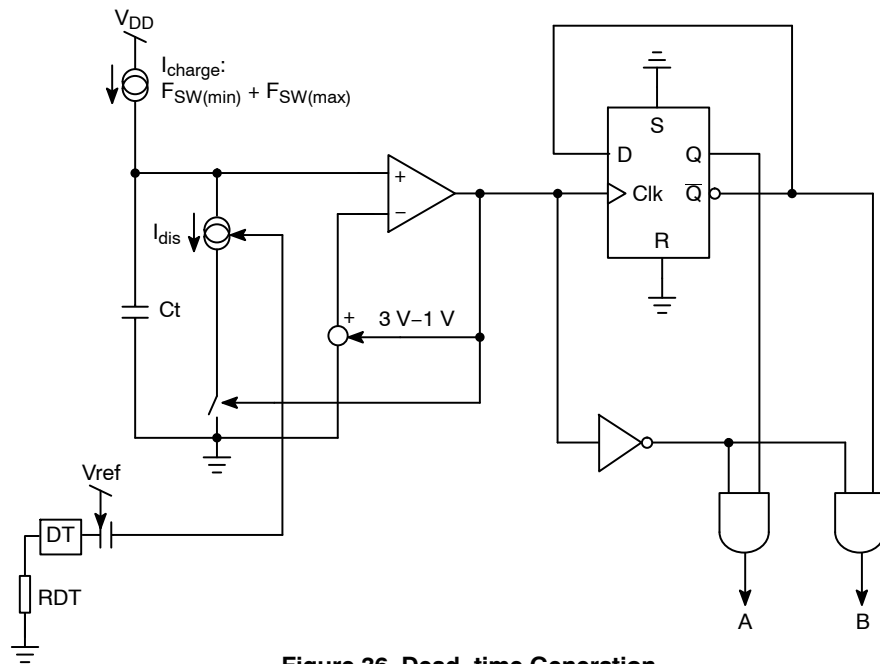 VDD
Icharge:
FSW(min) + FSW(max)
S
D
Q
+
Clk
Q̅
−
Idis
R
Ct
+
3 V−1 V
Vref
DT
RDT
A
B
Figure 26. Dead−time Generation